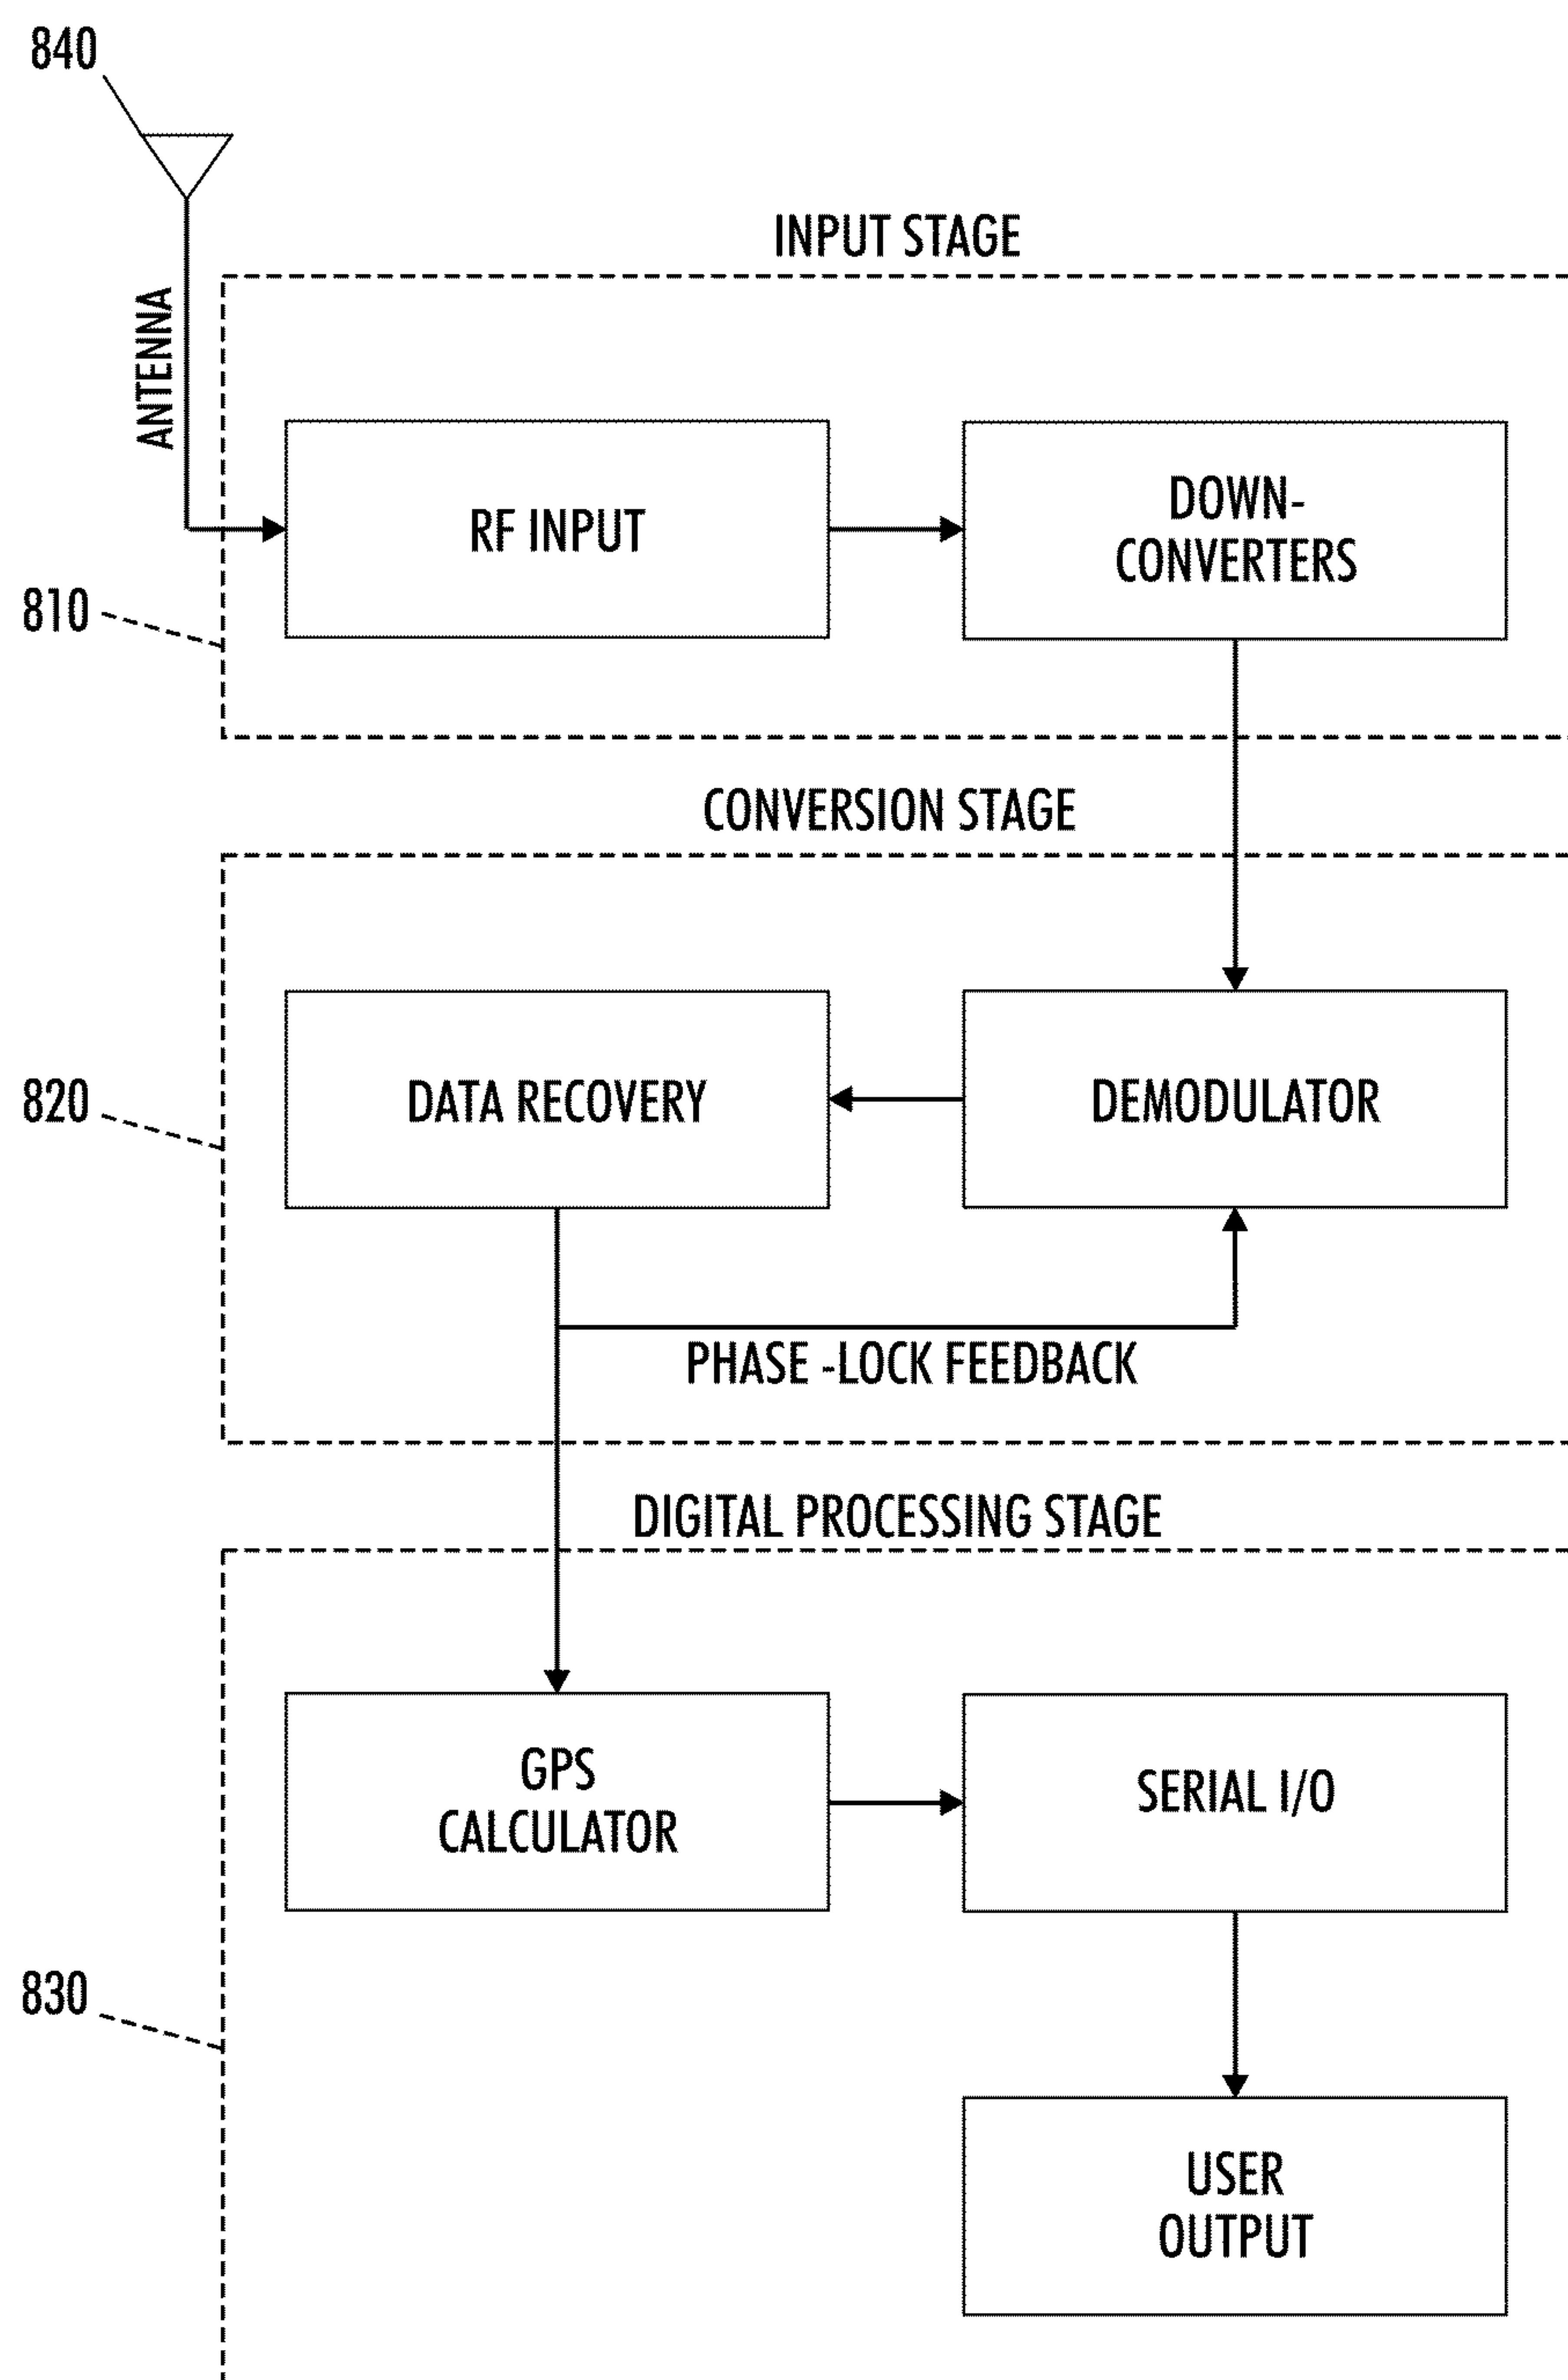 840
INPUT STAGE
ANTENNA
RF INPUT
DOWN-
CONVERTERS
810
CONVERSION STAGE
DATA RECOVERY
DEMODULATOR
820
PHASE -LOCK FEEDBACK
DIGITAL PROCESSING STAGE
GPS
CALCULATOR
SERIAL I/O
830
USER
OUTPUT